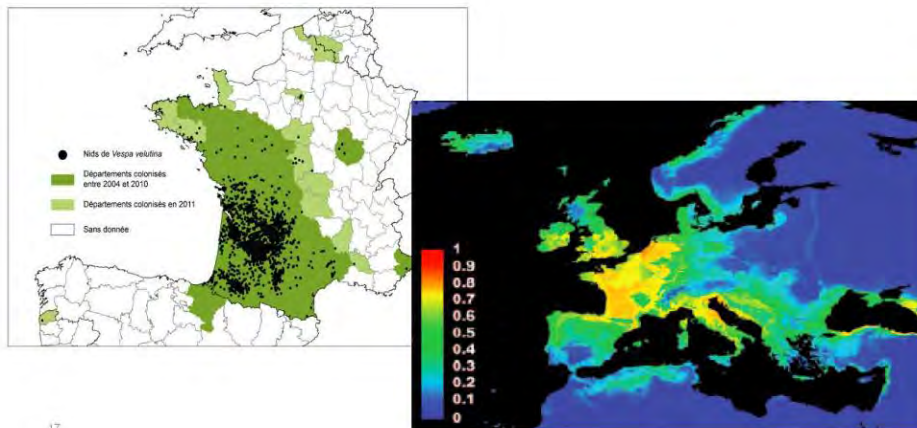 Nids de Vespa velutina
Départements colonisés
entre 2004 et 2010
Départements colonisés en 2011
Sans donnée
1
0.9
0.8
0.7
0.6
0.5
0.4
0.3
0.2
0.1
0